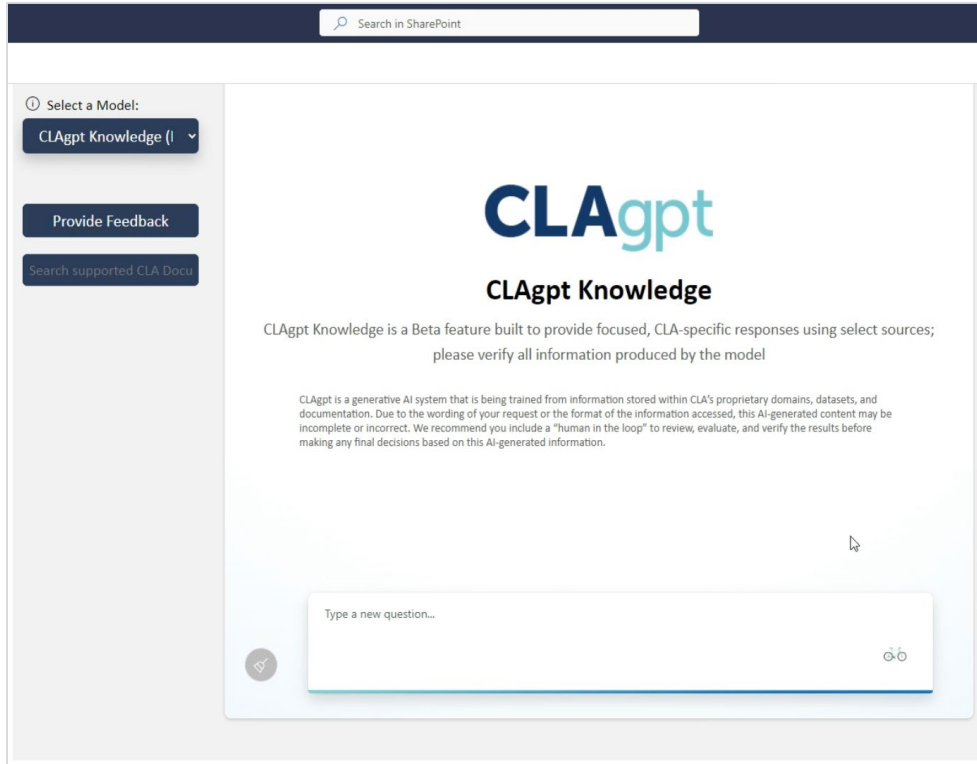 Search in SharePoint
Select a Model:
CLAgpt Knowledge (
Provide Feedback
Search supported CLA Docu
CLAgpt
CLAgpt Knowledge
CLAgpt Knowledge is a Beta feature built to provide focused, CLA-specific responses using select sources;
please verify all information produced by the model
CLAgpt is a generative AI system that is being trained from information stored within CLA's proprietary domains, datasets, and
documentation. Due to the wording of your request or the format of the information accessed, this AI-generated content may be
incomplete or incorrect. We recommend you include a "human in the loop" to review, evaluate, and verify the results before
making any final decisions based on this AI-generated information.
Type a new question...